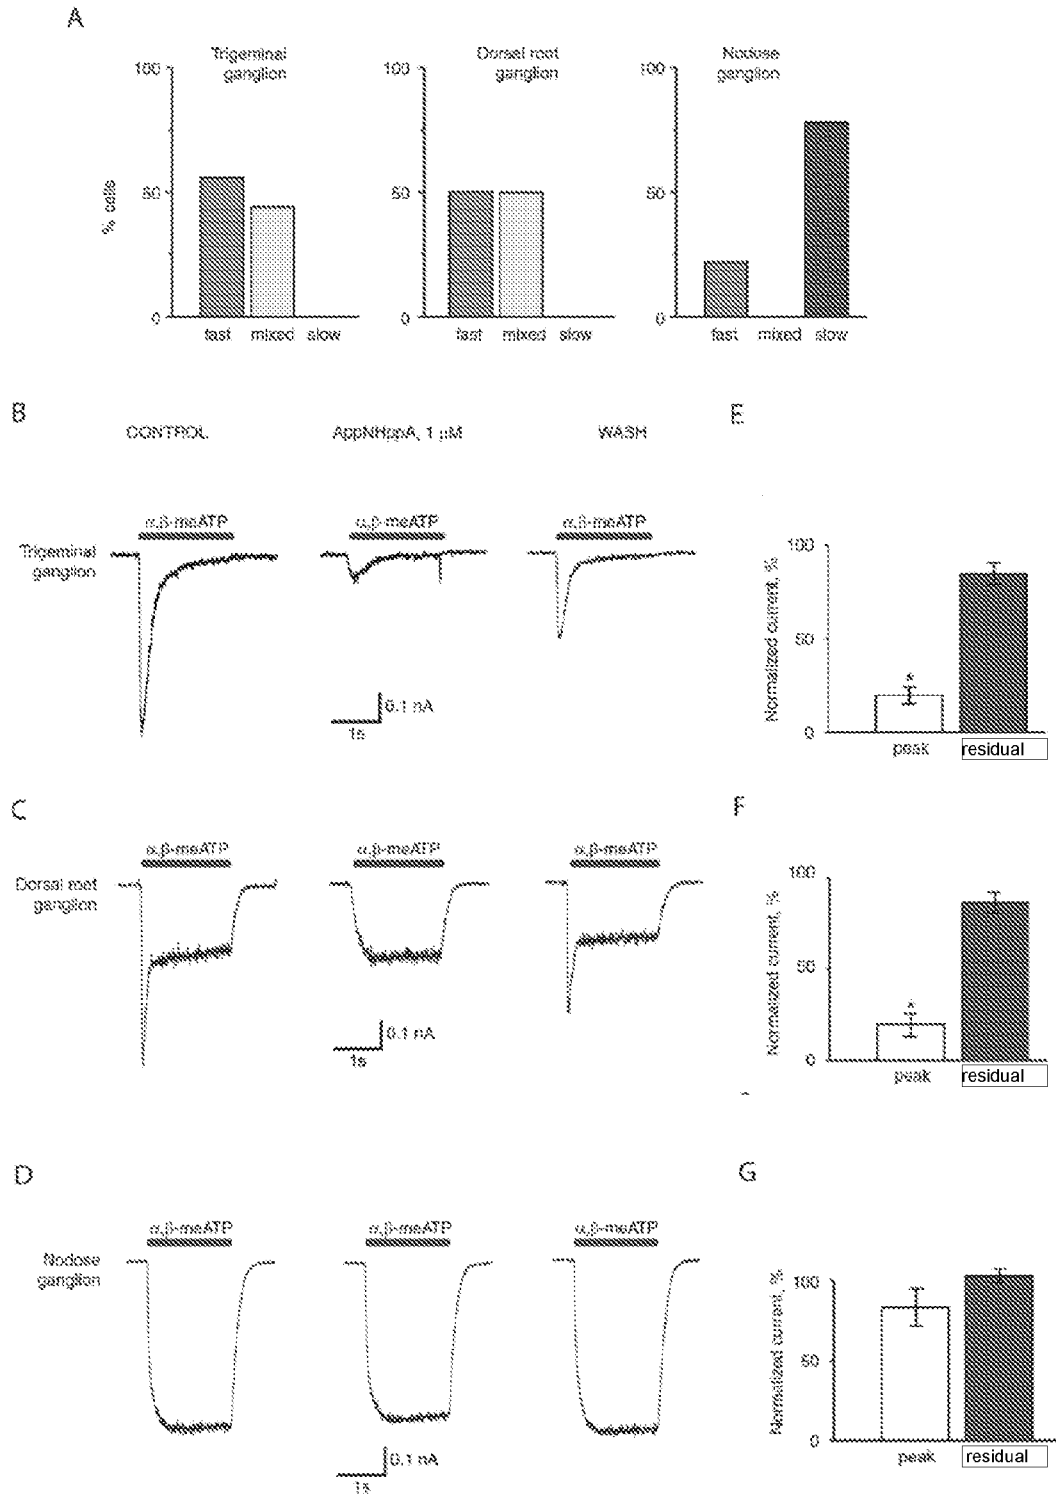 A
Trigeminal
ganglion
100
50
0
% cells
fast mixed slow
Dorsal root
ganglion
100
50
0
fast mixed slow
Nodose
ganglion
100
50
0
fast mixed slow
B
CONTROL
AppNHppA, 1 µM
WASH
α,β-meATP
α,β-meATP
α,β-meATP
Trigeminal
ganglion
0.1 nA
1s
E
Normalized current, %
100
50
0
*
peak
residual
C
α,β-meATP
α,β-meATP
α,β-meATP
Dorsal root
ganglion
0.1 nA
1s
F
Normalized current, %
100
50
0
*
peak
residual
D
α,β-meATP
α,β-meATP
α,β-meATP
Nodose
ganglion
0.1 nA
1s
G
Normalized current, %
100
50
0
peak
residual